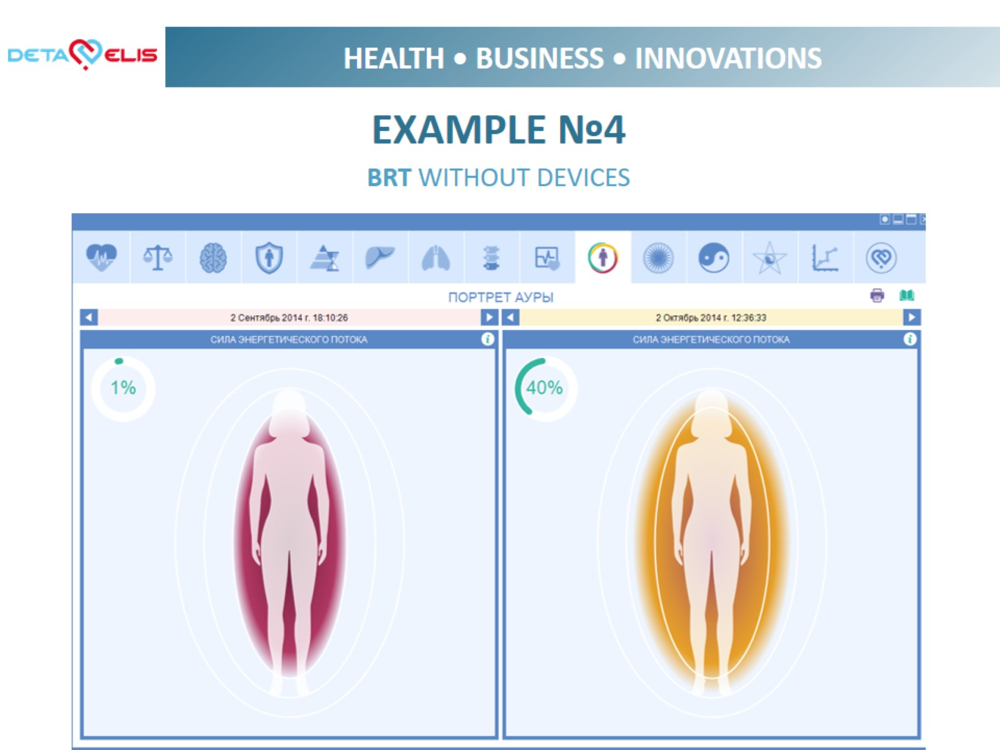 DETA ELIS
HEALTH • BUSINESS • INNOVATIONS
EXAMPLE №4
BRT WITHOUT DEVICES
ПОРТРЕТ АУРЫ
2 Сентябрь 2014 г. 18:10:26
2 Октябрь 2014 г. 12:36:33
СИЛА ЭНЕРГЕТИЧЕСКОГО ПОТОКА
СИЛА ЭНЕРГЕТИЧЕСКОГО ПОТОКА
1%
40%